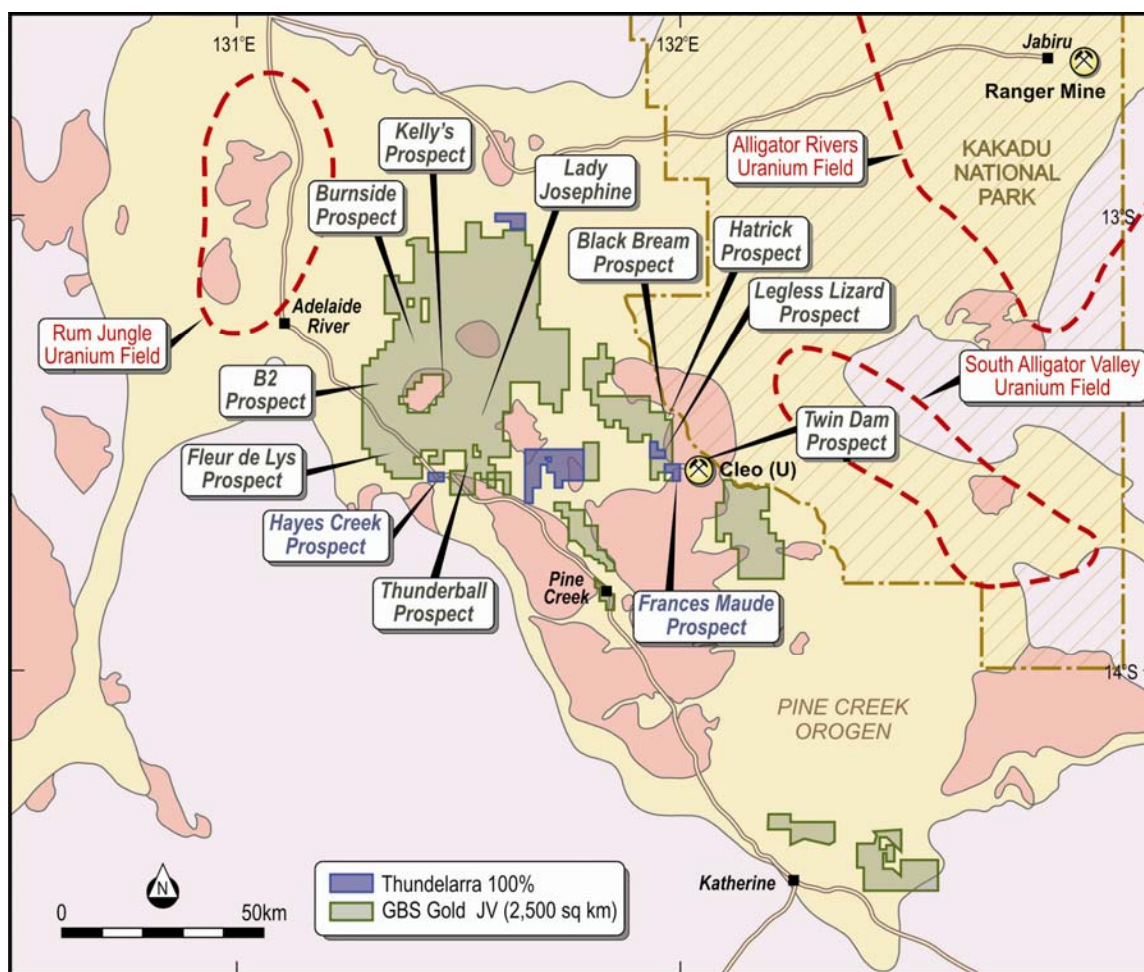 131°E
132°E
Jabiru
Ranger Mine
Kelly's
Prospect
Lady
Josephine
Alligator Rivers
Uranium Field
KAKADU
NATIONAL
PARK
Burnside
Prospect
13°S
Hatrick
Prospect
Black Bream
Prospect
Legless Lizard
Prospect
Adelaide
River
Rum Jungle
Uranium Field
South Alligator Valley
Uranium Field
B2
Prospect
Twin Dam
Prospect
Fleur de Lys
Prospect
Cleo (U)
Hayes Creek
Prospect
Thunderball
Prospect
Pine
Creek
Frances Maude
Prospect
14°S
PINE CREEK
OROGEN
N
0
50km
Thundelarra 100%
GBS Gold JV (2,500 sq km)
Katherine